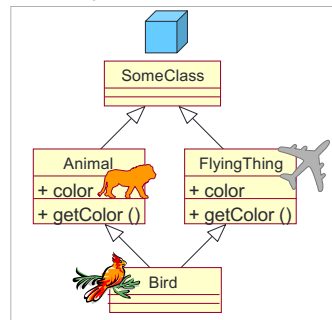 SomeClass
Animal
+ color
+ getColor ()
FlyingThing
+ color
+ getColor ()
Bird